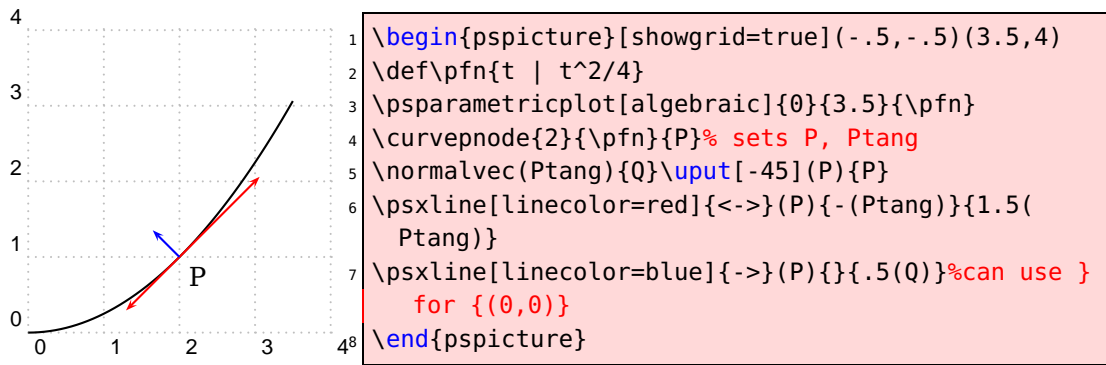 4
3
2
1
0
0 1 2 3 4
P
1 \begin{pspicture}[showgrid=true](-.5,-.5)(3.5,4)
2 \def\pfn{t | t^2/4}
3 \psparametricplot[algebraic]{0}{3.5}{\pfn}
4 \curvepnode{2}{\pfn}{P}% sets P, Ptang
5 \normalvec(Ptang){Q}\uput[-45](P){P}
6 \psxline[linecolor=red]{<->}(P){-(Ptang)}{1.5(
Ptang)}
7 \psxline[linecolor=blue]{->}(P){}{.5(Q)}%can use }
for {(0,0)}
8 \end{pspicture}